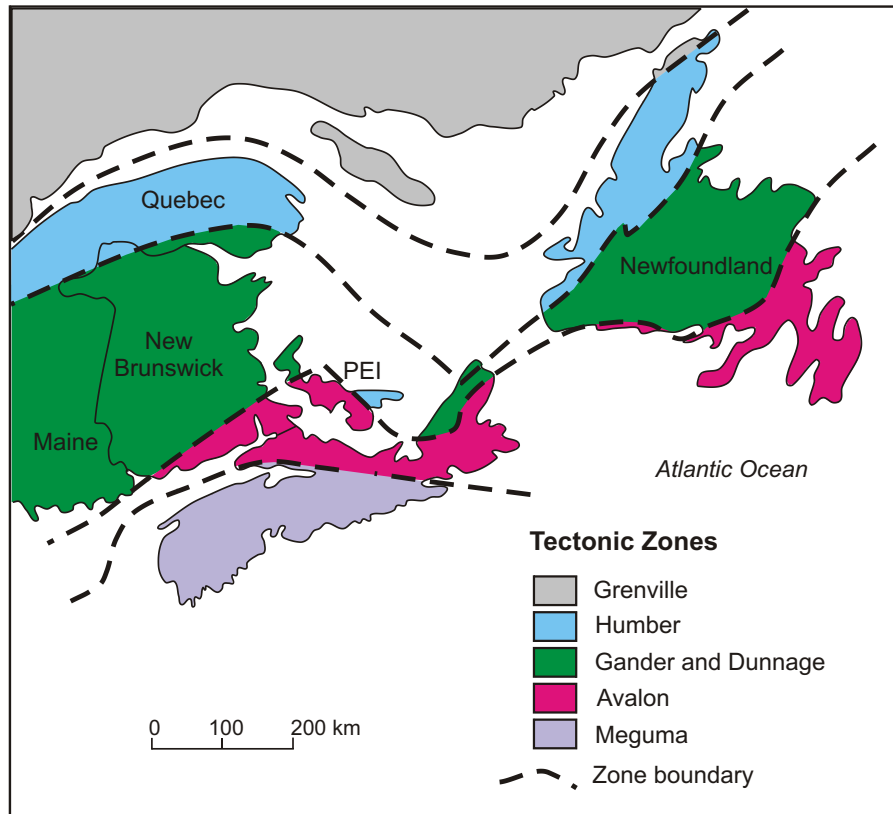 Quebec
Newfoundland
New
Brunswick
PEI
Maine
Atlantic Ocean
Tectonic Zones
Grenville
Humber
Gander and Dunnage
Avalon
Meguma
Zone boundary
0 100 200 km